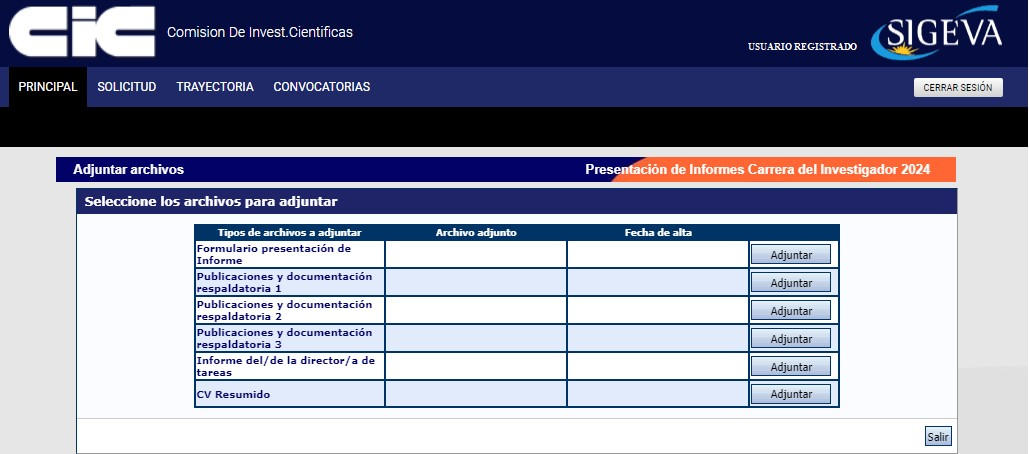 CIC
Comision De Invest.Cientificas
USUARIO REGISTRADO
SIGEVA
PRINCIPAL SOLICITUD TRAYECTORIA CONVOCATORIAS
CERRAR SESIÓN
Adjuntar archivos
Presentación de Informes Carrera del Investigador 2024
Seleccione los archivos para adjuntar
Tipos de archivos a adjuntar Archivo adjunto Fecha de alta
Formulario presentación de
Informe
Adjuntar
Publicaciones y documentación
respaldatoria 1
Adjuntar
Publicaciones y documentación
respaldatoria 2
Adjuntar
Publicaciones y documentación
respaldatoria 3
Adjuntar
Informe del/de la director/a de
tareas
Adjuntar
CV Resumido
Adjuntar
Salir